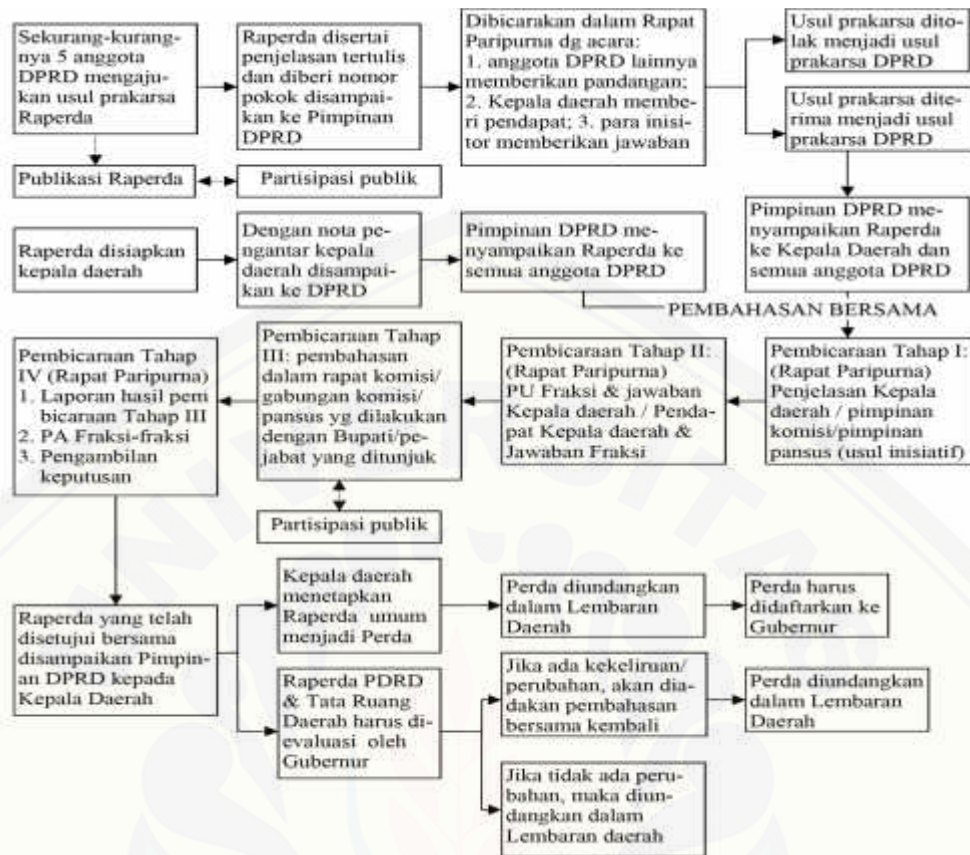 Sekurang-kurang-
nya 5 anggota
DPRD mengaju-
kan usul prakarsa
Raperda
Raperda disertai
penjelasan tertulis
dan diberi nomor
pokok disampai-
kan ke Pimpinan
DPRD
Dibicarakan dalam Rapat
Paripurna dg acara:
1. anggota DPRD lainnya
memberikan pandangan;
2. Kepala daerah membe-
ri pendapat; 3. para inisi-
tor memberikan jawaban
Usul prakarsa dito-
lak menjadi usul
prakarsa DPRD
Usul prakarsa dite-
rima menjadi usul
prakarsa DPRD
Publikasi Raperda
Partisipasi publik
Raperda disiapkan
kepala daerah
Dengan nota pe-
ngantar kepala
daerah disampai-
kan ke DPRD
Pimpinan DPRD me-
nyampaikan Raperda ke
semua anggota DPRD
Pimpinan DPRD me-
nyampaikan Raperda
ke Kepala Daerah dan
semua anggota DPRD
PEMBAHASAN BERSAMA
Pembicaraan Tahap
IV (Rapat Paripurna)
1. Laporan hasil pem
bicaraan Tahap III
2. PA Fraksi-fraksi
3. Pengambilan
keputusan
Pembicaraan Tahap
III: pembahasan
dalam rapat komisi/
gabungan komisi/
pansus yg dilakukan
dengan Bupati/pe-
jabat yang ditunjuk
Pembicaraan Tahap II:
(Rapat Paripurna)
PU Fraksi & jawaban
Kepala daerah / Penda-
pat Kepala daerah &
Jawaban Fraksi
Pembicaraan Tahap I:
(Rapat Paripurna)
Penjelasan Kepala
daerah / pimpinan
komisi/pimpinan
pansus (usul inisiatif)
Partisipasi publik
Raperda yang telah
disetujui bersama
disampaikan Pimpin-
an DPRD kepada
Kepala Daerah
Kepala daerah
menetapkan
Raperda umum
menjadi Perda
Perda diundangkan
dalam Lembaran
Daerah
Perda harus
didaftarkan ke
Gubernur
Raperda PDRD
& Tata Ruang
Daerah harus di-
evaluasi oleh
Gubernur
Jika ada kekeliruan/
perubahan, akan dia-
dakan pembahasan
bersama kembali
Perda diundangkan
dalam Lembaran
Daerah
Jika tidak ada peru-
bahan, maka diun-
dangkan dalam
Lembaran daerah